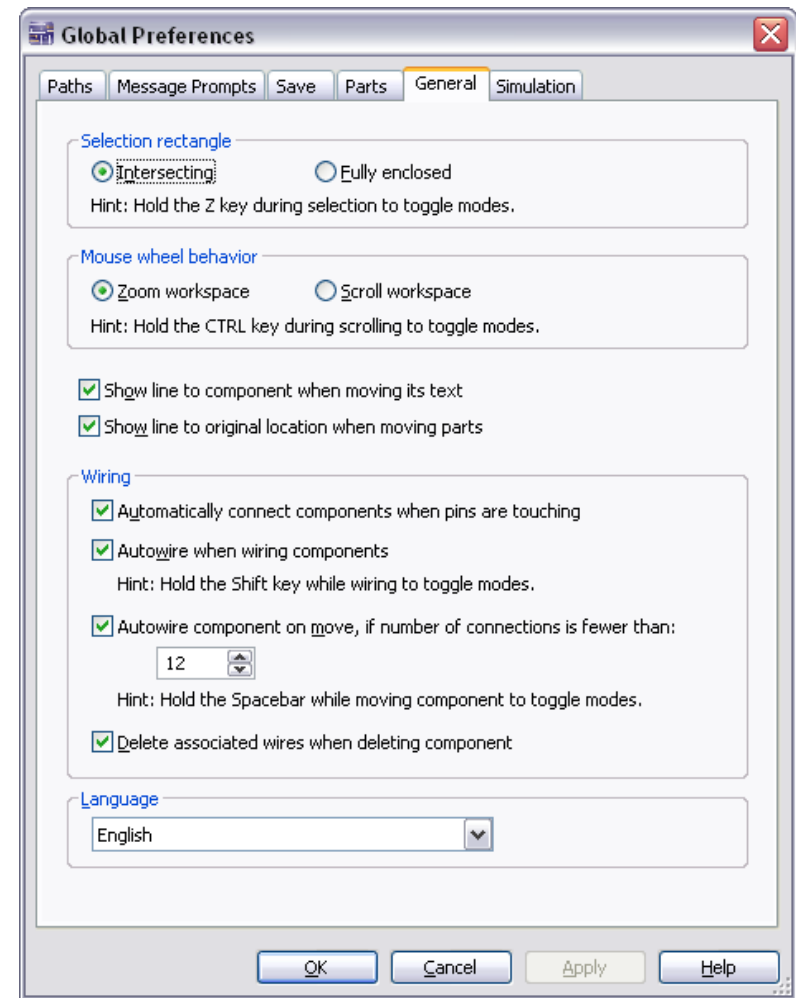 Global Preferences
Paths Message Prompts Save Parts General Simulation
Selection rectangle
Intersecting Fully enclosed
Hint: Hold the Z key during selection to toggle modes.
Mouse wheel behavior
Zoom workspace Scroll workspace
Hint: Hold the CTRL key during scrolling to toggle modes.
Show line to component when moving its text
Show line to original location when moving parts
Wiring
Automatically connect components when pins are touching
Autowire when wiring components
Hint: Hold the Shift key while wiring to toggle modes.
Autowire component on move, if number of connections is fewer than:
12
Hint: Hold the Spacebar while moving component to toggle modes.
Delete associated wires when deleting component
Language
English
OK Cancel Apply Help